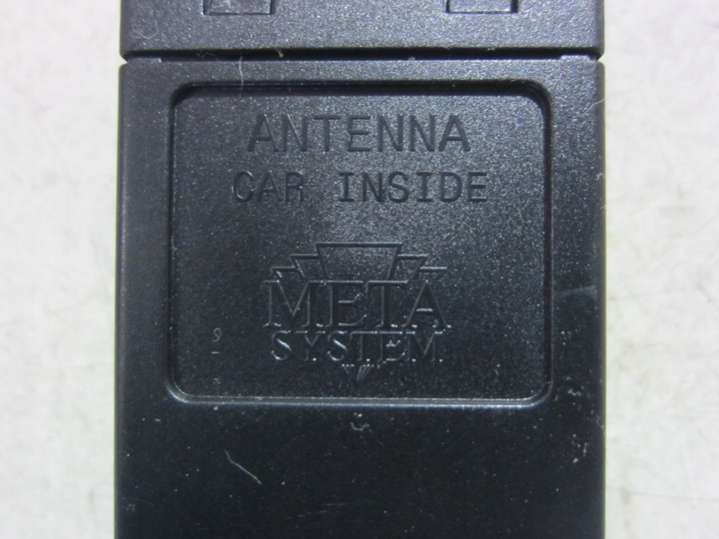 ANTENNA
CAR INSIDE
META
SYSTEM